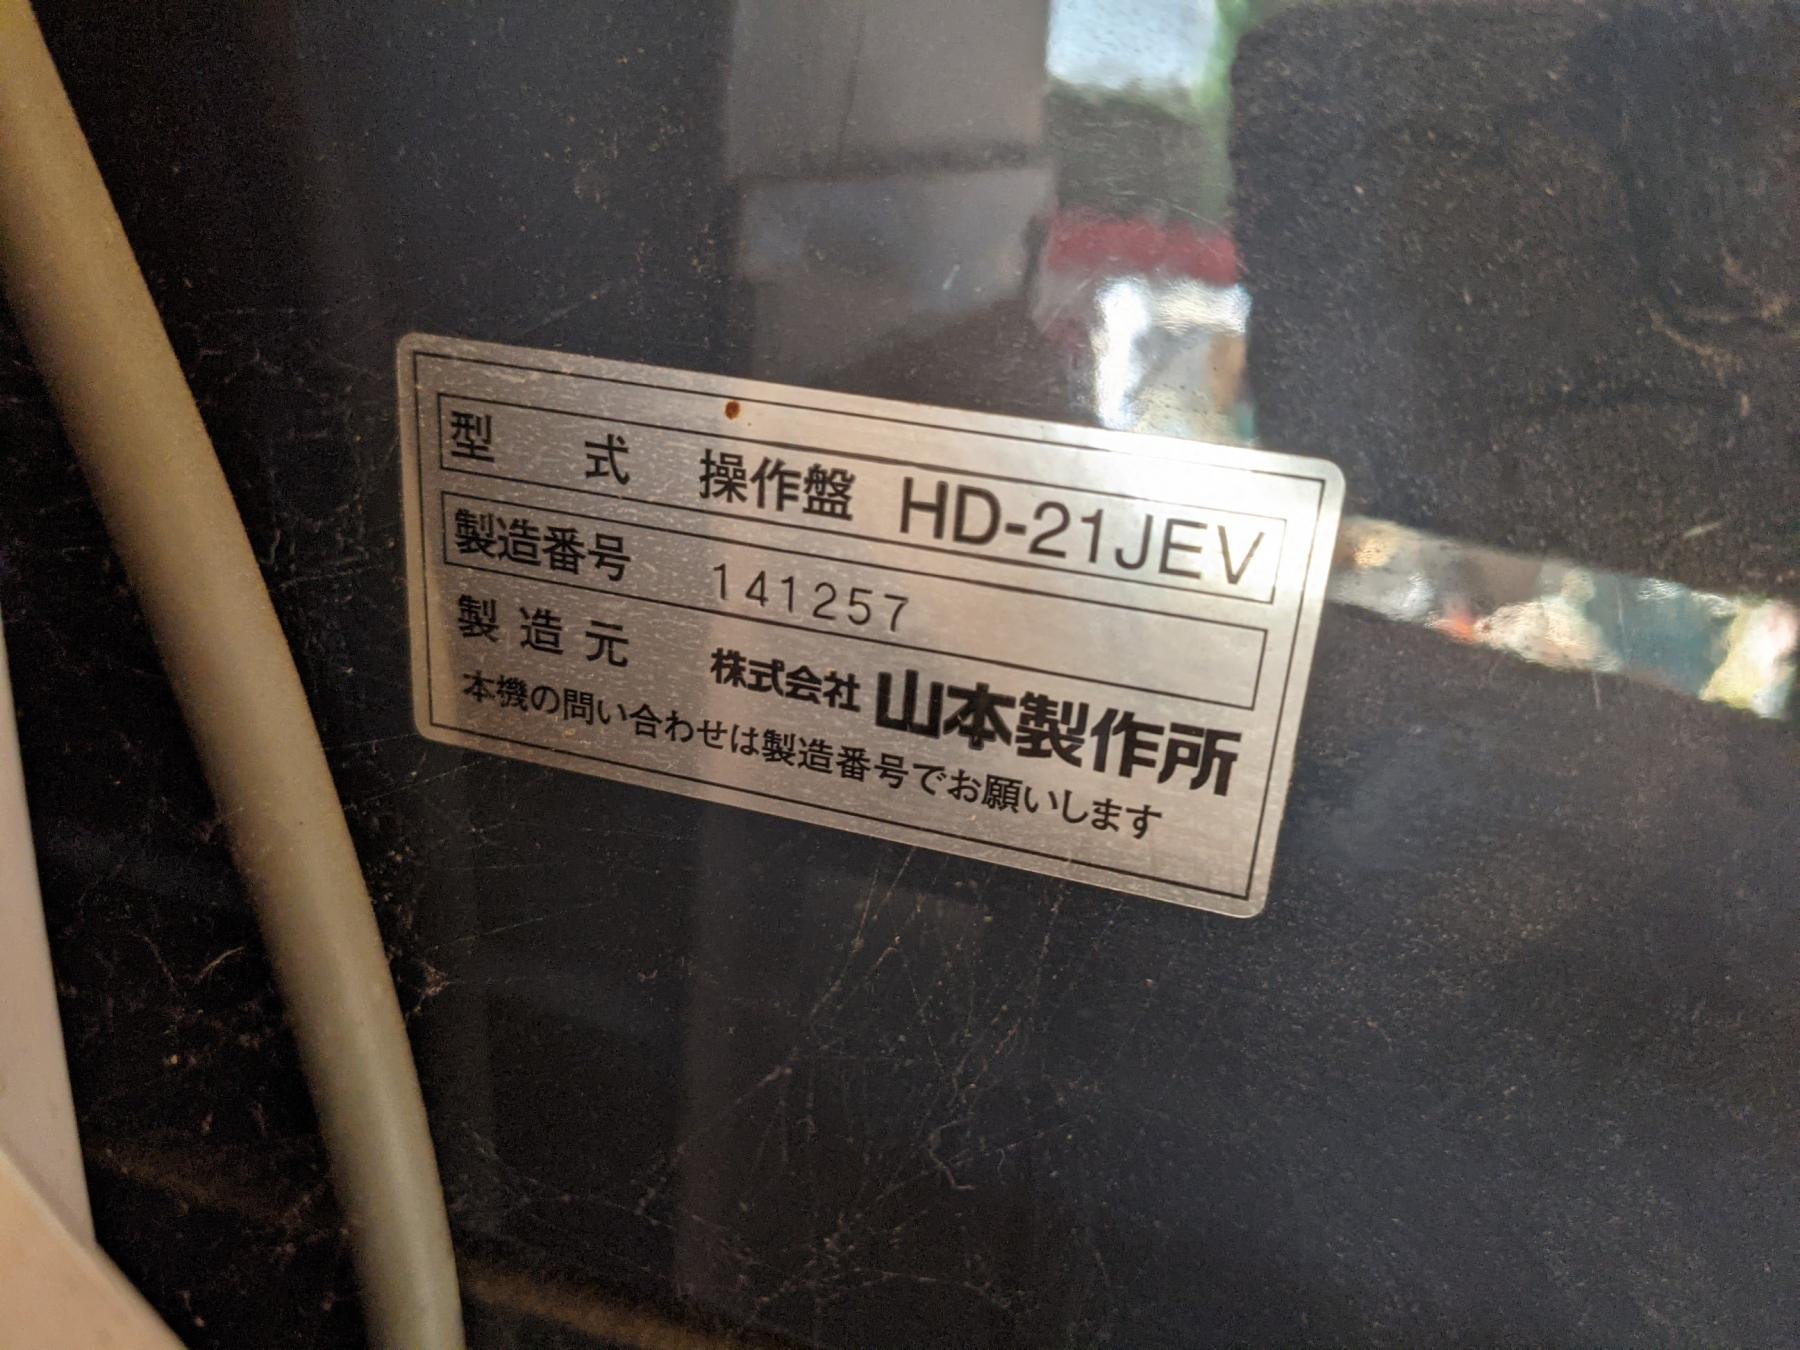 型式 操作盤 HD-21JEV
製造番号 141257
製造元 株式会社 山本製作所
本機の問い合わせは製造番号でお願いします